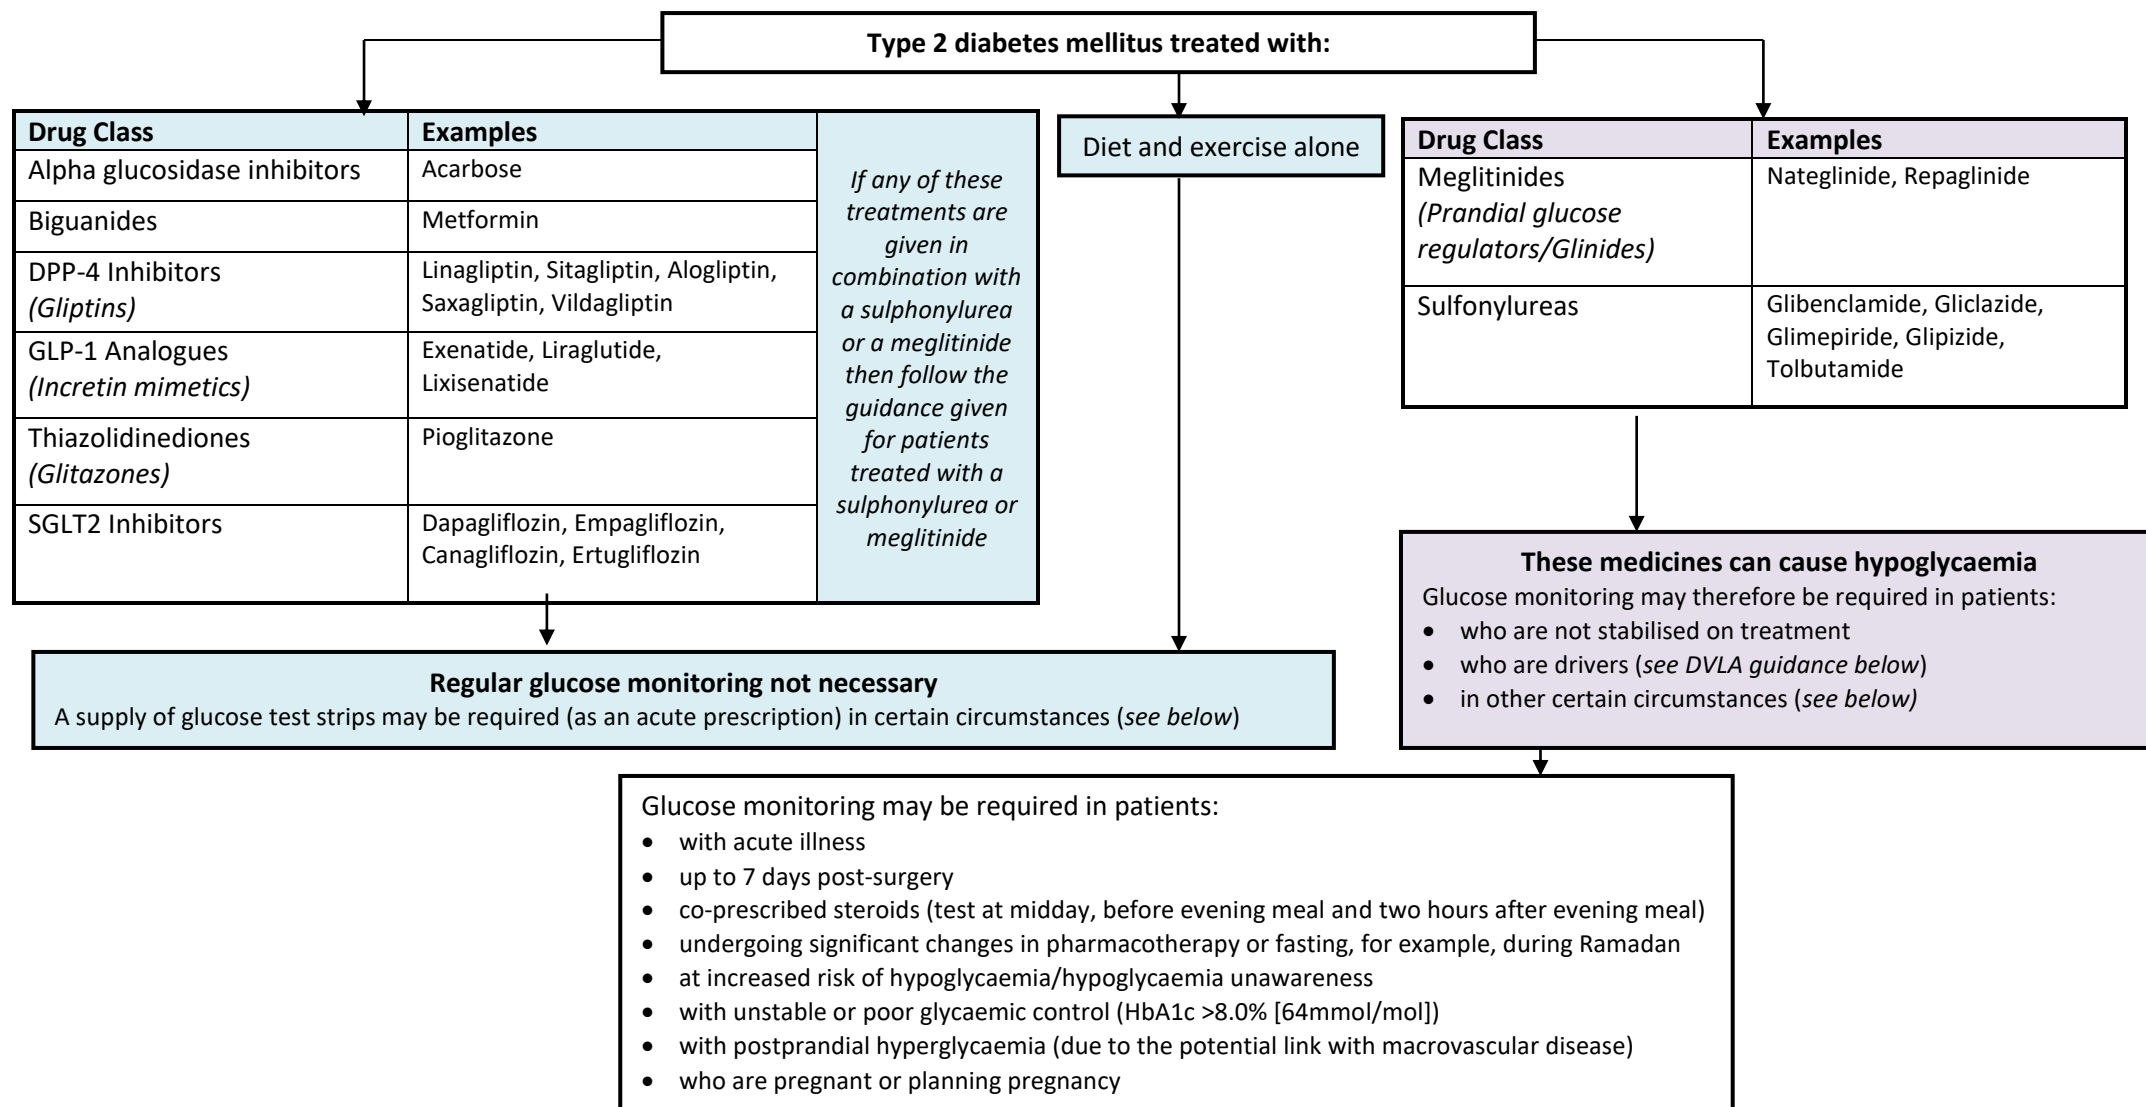 Type 2 diabetes mellitus treated with:
Drug Class Examples
Alpha glucosidase inhibitors Acarbose
Biguanides Metformin
DPP-4 Inhibitors Linagliptin, Sitagliptin, Alogliptin,
(Gliptins) Saxagliptin, Vildagliptin
GLP-1 Analogues Exenatide, Liraglutide,
(Incretin mimetics) Lixisenatide
Thiazolidinediones Pioglitazone
(Glitazones)
SGLT2 Inhibitors Dapagliflozin, Empagliflozin,
Canagliflozin, Ertugliflozin
If any of these
treatments are
given in
combination with
a sulphonylurea
or a meglitinide
then follow the
guidance given
for patients
treated with a
sulphonylurea or
meglitinide
Diet and exercise alone
Drug Class Examples
Meglitinides Nateglinide, Repaglinide
(Prandial glucose
regulators/Glinides)
Sulfonylureas Glibenclamide, Gliclazide,
Glimepiride, Glipizide,
Tolbutamide
Regular glucose monitoring not necessary
A supply of glucose test strips may be required (as an acute prescription) in certain circumstances (see below)
These medicines can cause hypoglycaemia
Glucose monitoring may therefore be required in patients:
• who are not stabilised on treatment
• who are drivers (see DVLA guidance below)
• in other certain circumstances (see below)
Glucose monitoring may be required in patients:
• with acute illness
• up to 7 days post-surgery
• co-prescribed steroids (test at midday, before evening meal and two hours after evening meal)
• undergoing significant changes in pharmacotherapy or fasting, for example, during Ramadan
• at increased risk of hypoglycaemia/hypoglycaemia unawareness
• with unstable or poor glycaemic control (HbA1c >8.0% [64mmol/mol])
• with postprandial hyperglycaemia (due to the potential link with macrovascular disease)
• who are pregnant or planning pregnancy